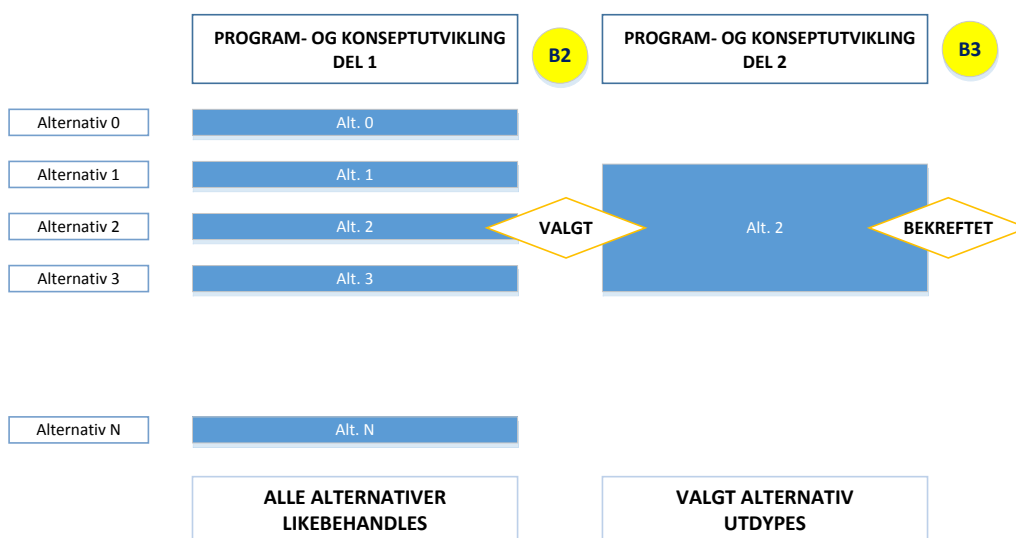 PROGRAM- OG KONSEPTUTVIKLING
DEL 1
B2
PROGRAM- OG KONSEPTUTVIKLING
DEL 2
B3
Alternativ 0
Alt. 0
Alternativ 1
Alt. 1
Alternativ 2
Alt. 2
VALGT
Alt. 2
BEKREFTET
Alternativ 3
Alt. 3
Alternativ N
Alt. N
ALLE ALTERNATIVER
LIKEBEHANDLES
VALGT ALTERNATIV
UTDYPES